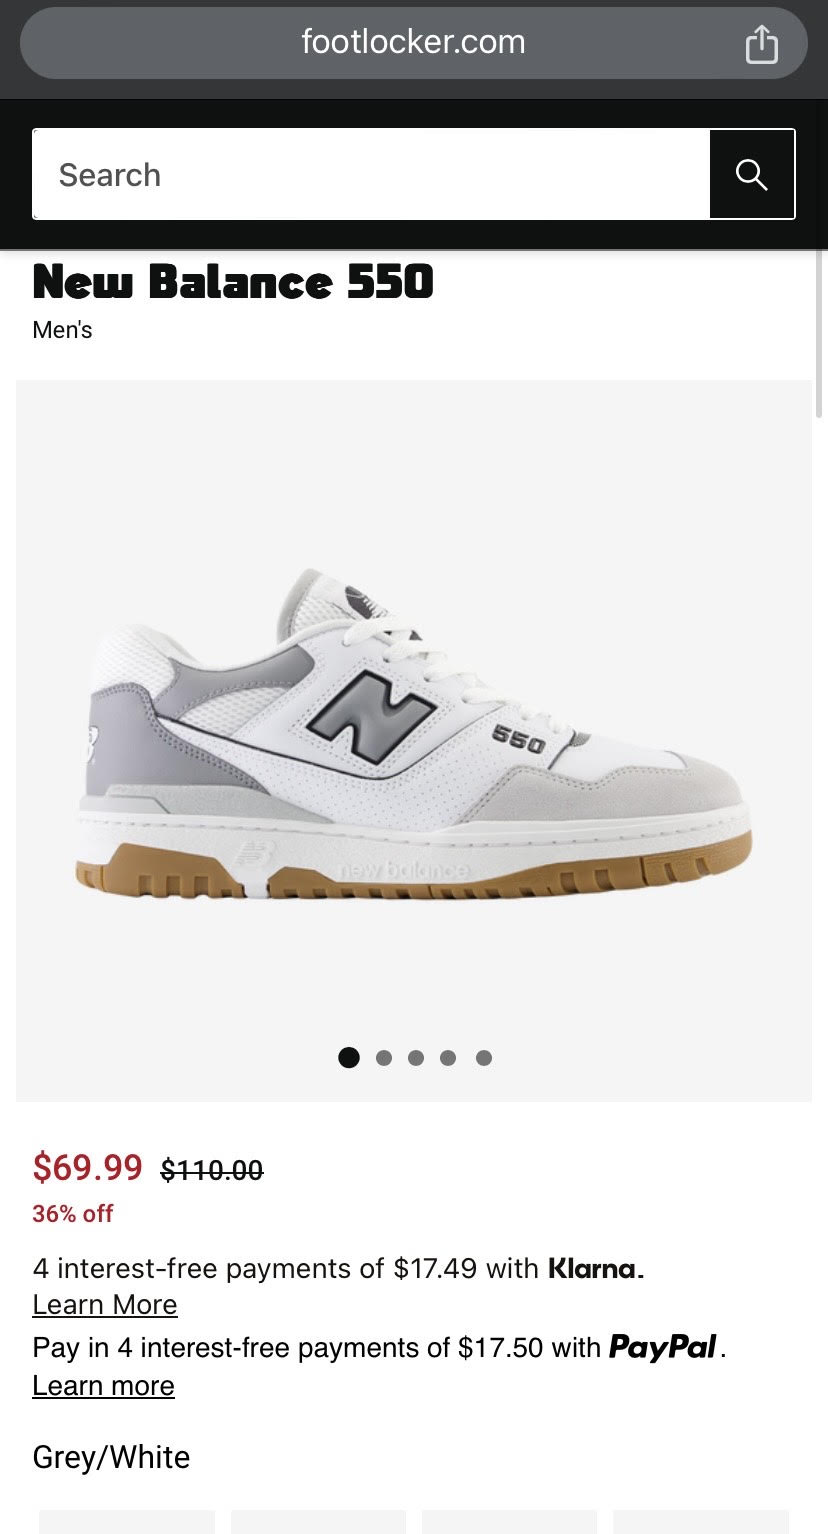 footlocker.com
Search
New Balance 550
Men's
N
550
new balance
$69.99 $110.00
36% off
4 interest-free payments of $17.49 with Klarna.
Learn More
Pay in 4 interest-free payments of $17.50 with PayPal.
Learn more
Grey/White